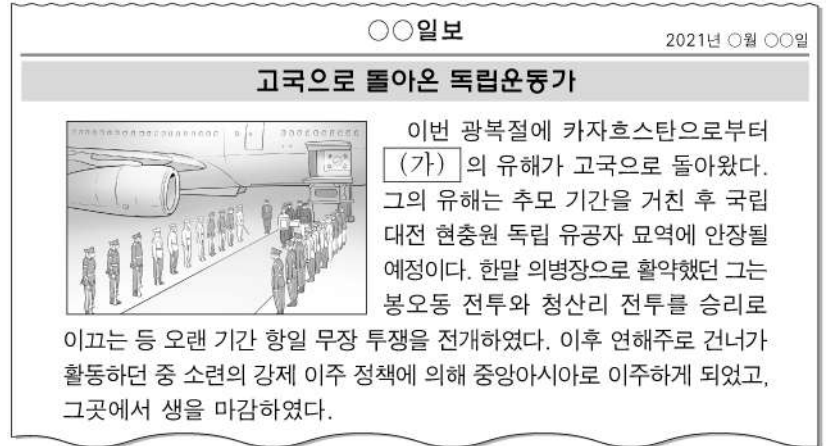 ○○일보
2021년 ○월 ○○일
고국으로 돌아온 독립운동가
이번 광복절에 카자흐스탄으로부터
(가) 의 유해가 고국으로 돌아왔다.
그의 유해는 추모 기간을 거친 후 국립
대전 현충원 독립 유공자 묘역에 안장될
예정이다. 한말 의병장으로 활약했던 그는
봉오동 전투와 청산리 전투를 승리로
이끄는 등 오랜 기간 항일 무장 투쟁을 전개하였다. 이후 연해주로 건너가
활동하던 중 소련의 강제 이주 정책에 의해 중앙아시아로 이주하게 되었고,
그곳에서 생을 마감하였다.